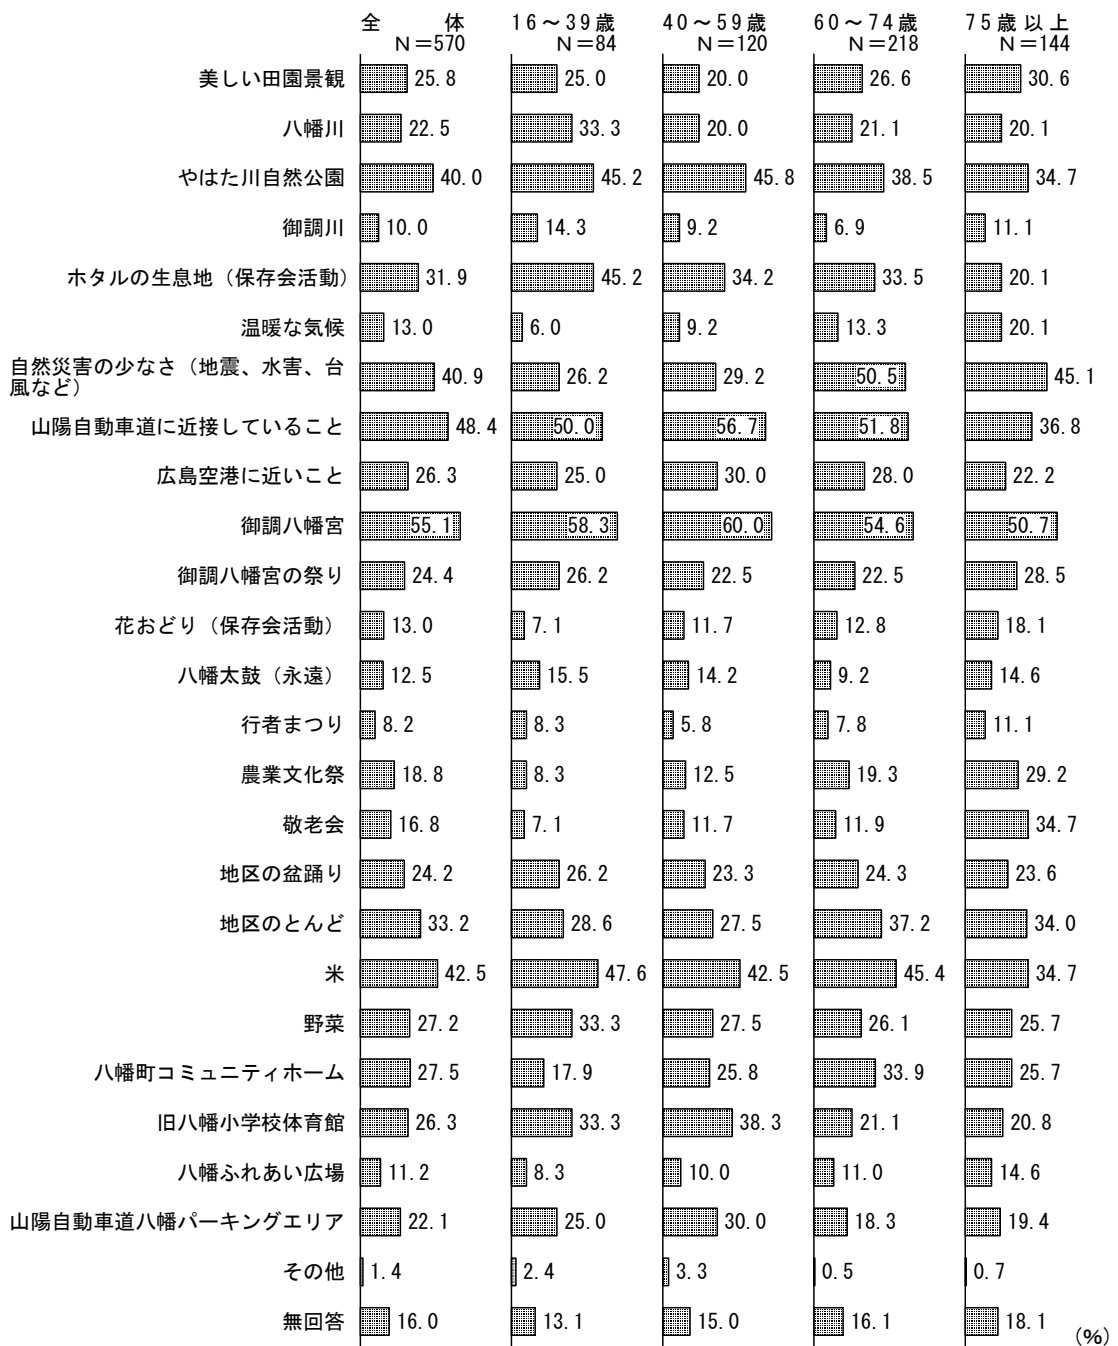 全　体 16～39歳 40～59歳 60～74歳 75歳以上
N＝570 N＝84 N＝120 N＝218 N＝144
美しい田園景観 25.8 25.0 20.0 26.6 30.6
八幡川 22.5 33.3 20.0 21.1 20.1
やはた川自然公園 40.0 45.2 45.8 38.5 34.7
御調川 10.0 14.3 9.2 6.9 11.1
ホタルの生息地（保存会活動） 31.9 45.2 34.2 33.5 20.1
温暖な気候 13.0 6.0 9.2 13.3 20.1
自然災害の少なさ（地震、水害、台
風など） 40.9 26.2 29.2 50.5 45.1
山陽自動車道に近接していること 48.4 50.0 56.7 51.8 36.8
広島空港に近いこと 26.3 25.0 30.0 28.0 22.2
御調八幡宮 55.1 58.3 60.0 54.6 50.7
御調八幡宮の祭り 24.4 26.2 22.5 22.5 28.5
花おどり（保存会活動） 13.0 7.1 11.7 12.8 18.1
八幡太鼓（永遠） 12.5 15.5 14.2 9.2 14.6
行者まつり 8.2 8.3 5.8 7.8 11.1
農業文化祭 18.8 8.3 12.5 19.3 29.2
敬老会 16.8 7.1 11.7 11.9 34.7
地区の盆踊り 24.2 26.2 23.3 24.3 23.6
地区のとんど 33.2 28.6 27.5 37.2 34.0
米 42.5 47.6 42.5 45.4 34.7
野菜 27.2 33.3 27.5 26.1 25.7
八幡町コミュニティホーム 27.5 17.9 25.8 33.9 25.7
旧八幡小学校体育館 26.3 33.3 38.3 21.1 20.8
八幡ふれあい広場 11.2 8.3 10.0 11.0 14.6
山陽自動車道八幡パーキングエリア 22.1 25.0 30.0 18.3 19.4
その他 1.4 2.4 3.3 0.5 0.7
無回答 16.0 13.1 15.0 16.1 18.1
(%)